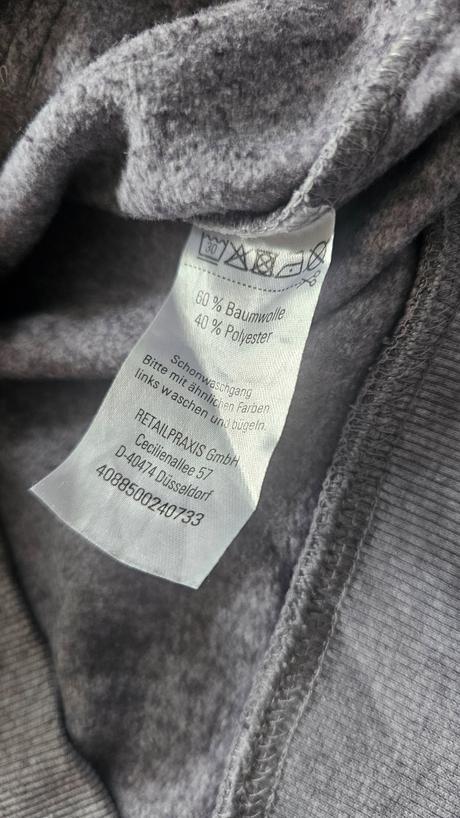 30
60 % Baumwolle
40 % Polyester
Schonwaschgang
Bitte mit ähnlichen Farben
links waschen und bügeln.
RETAILPRAXIS GmbH
Cecilienallee 57
D-40474 Düsseldorf
4088500240733